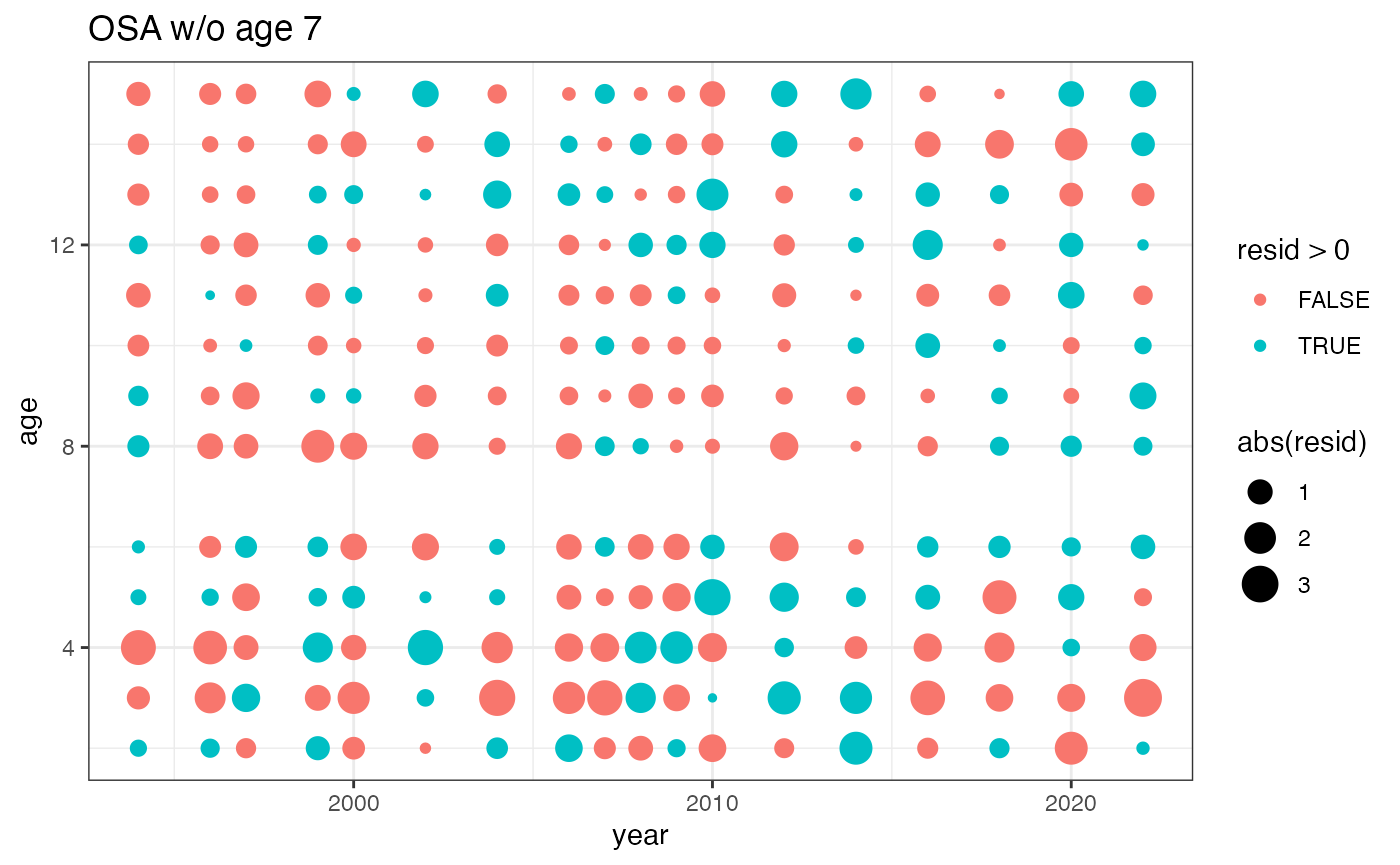 OSA w/o age 7
age
12
8
4
2000
2010
2020
year
resid > 0
FALSE
TRUE
abs(resid)
1
2
3